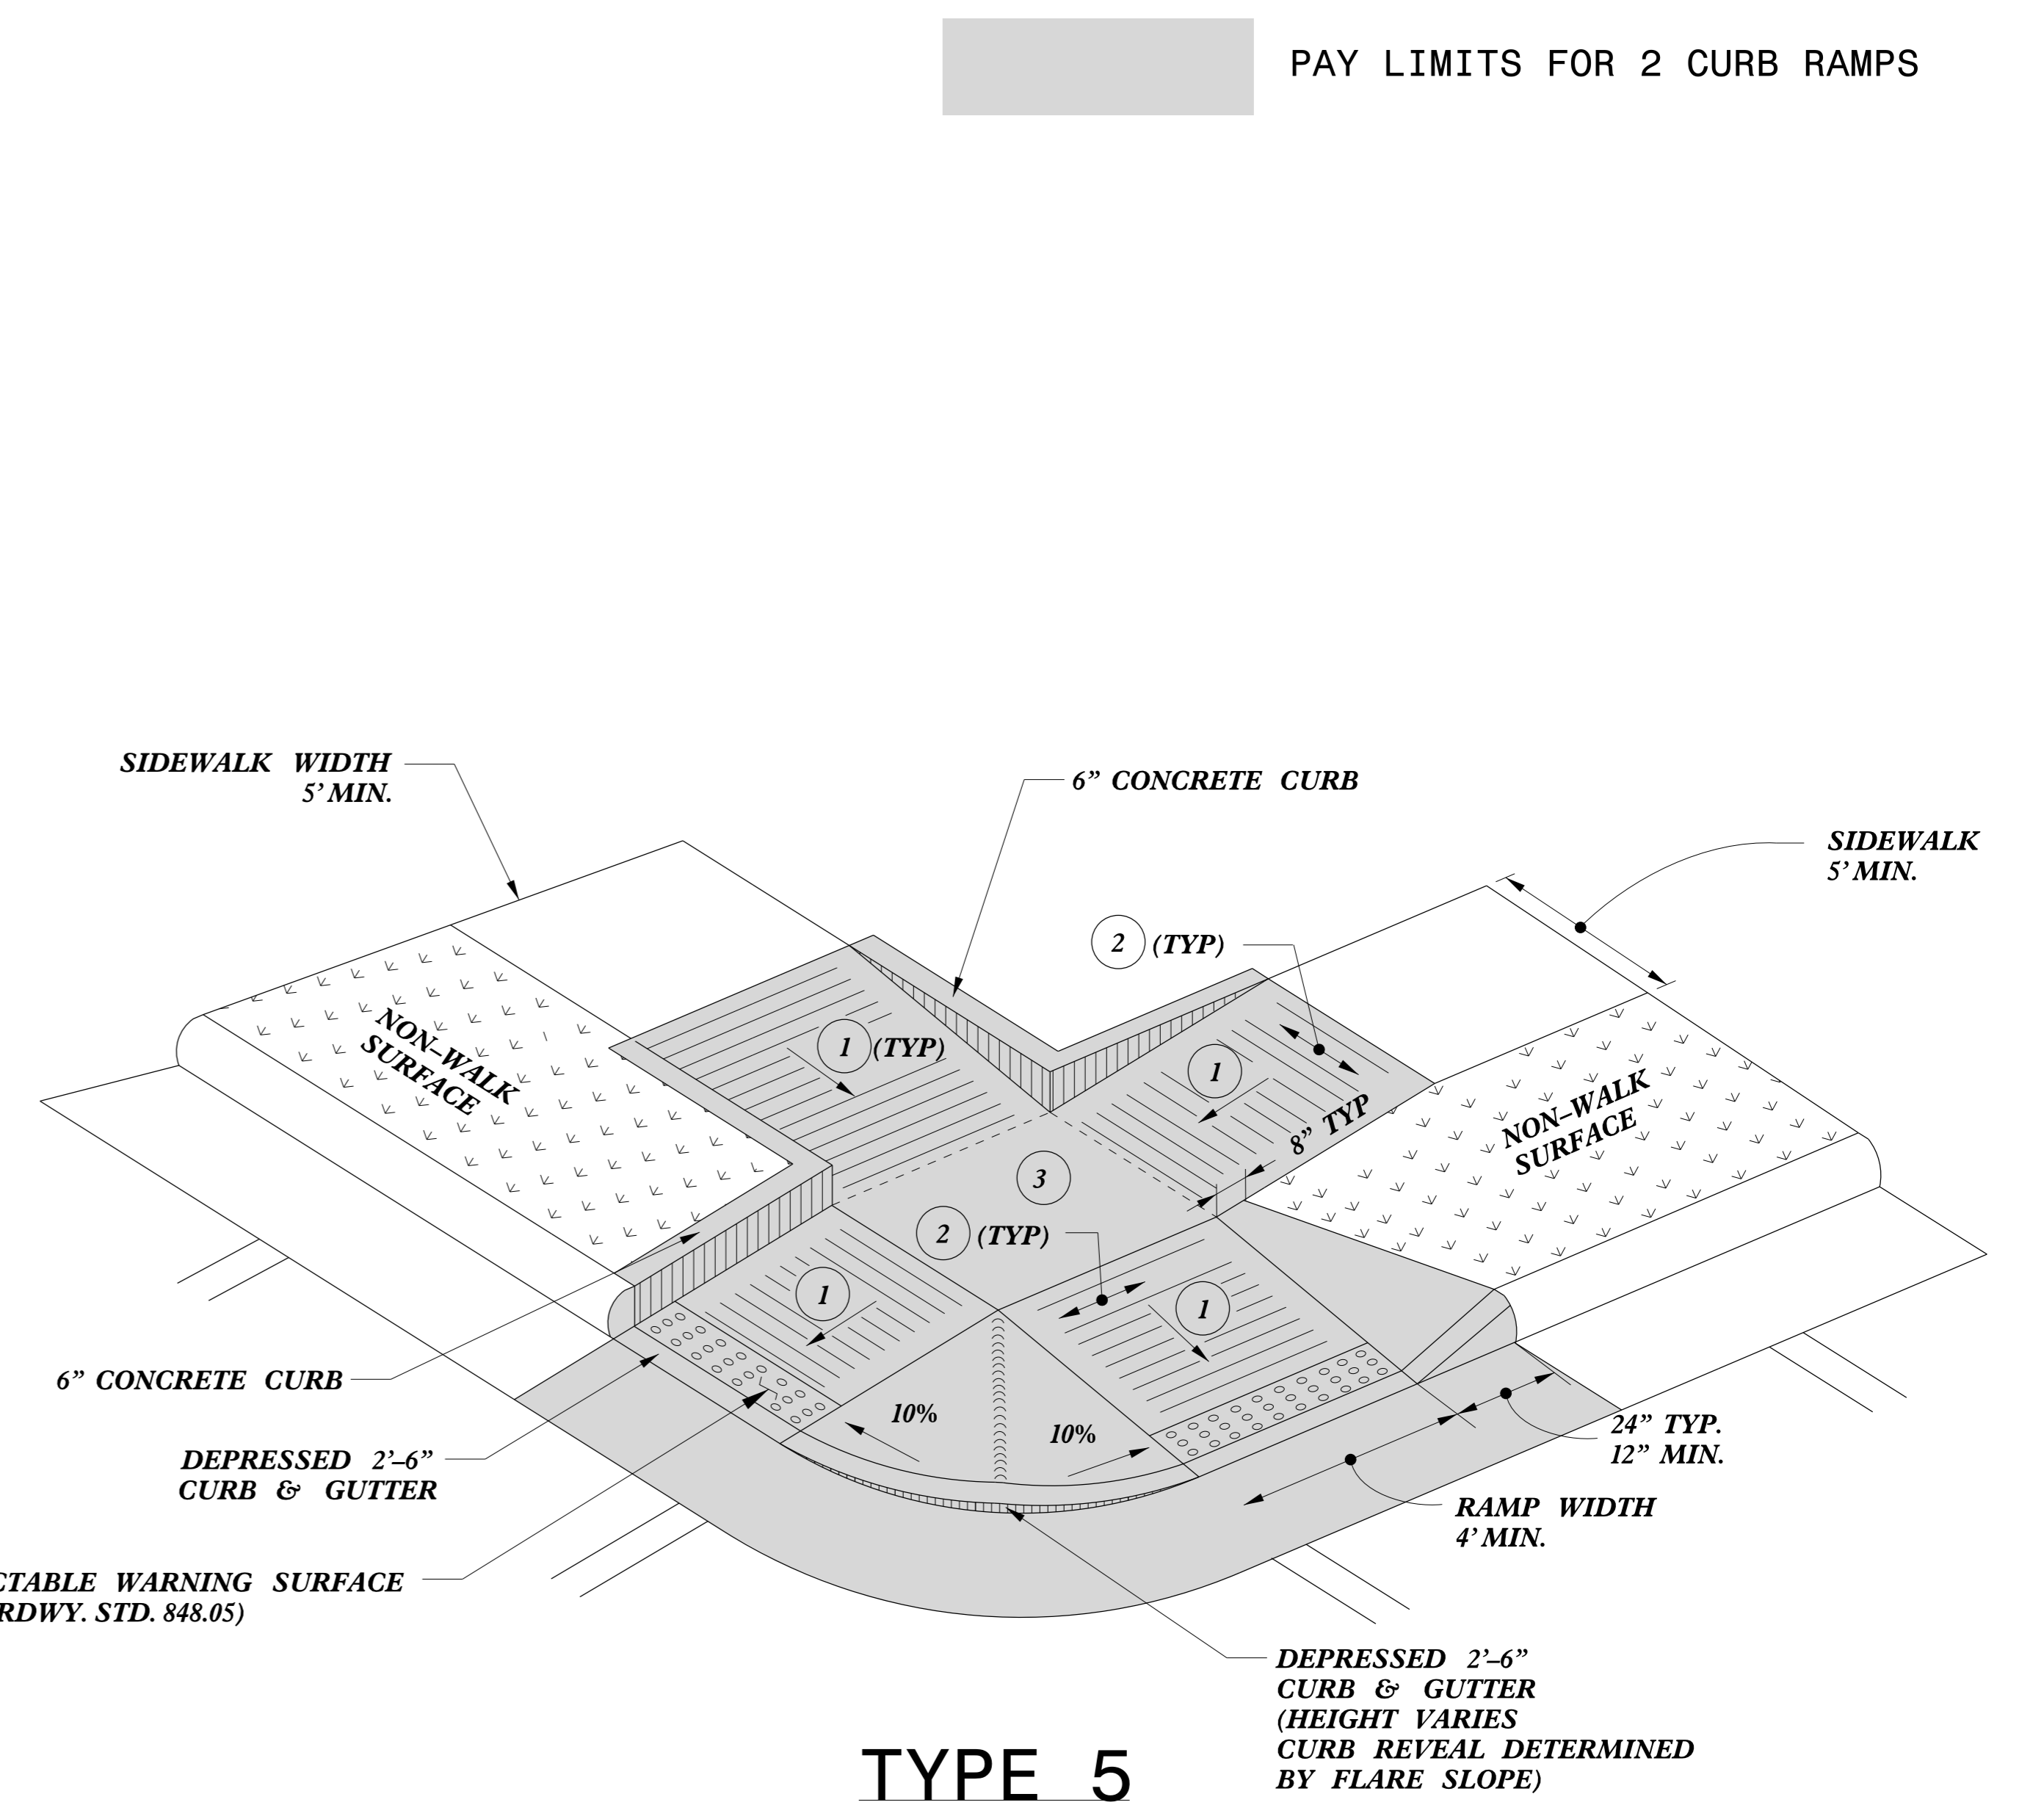 PAY LIMITS FOR 2 CURB RAMPS
SIDEWALK WIDTH
5' MIN.
6" CONCRETE CURB
SIDEWALK
5' MIN.
2 (TYP)
NON-WALK
SURFACE
1 (TYP)
1
8" TYP
NON-WALK
SURFACE
3
2 (TYP)
1
1
6" CONCRETE CURB
10%
10%
24" TYP.
12" MIN.
DEPRESSED 2'-6"
CURB & GUTTER
RAMP WIDTH
4' MIN.
CTABLE WARNING SURFACE
RDWY. STD. 848.05)
DEPRESSED 2'-6"
CURB & GUTTER
(HEIGHT VARIES
CURB REVEAL DETERMINED
BY FLARE SLOPE)
TYPE 5